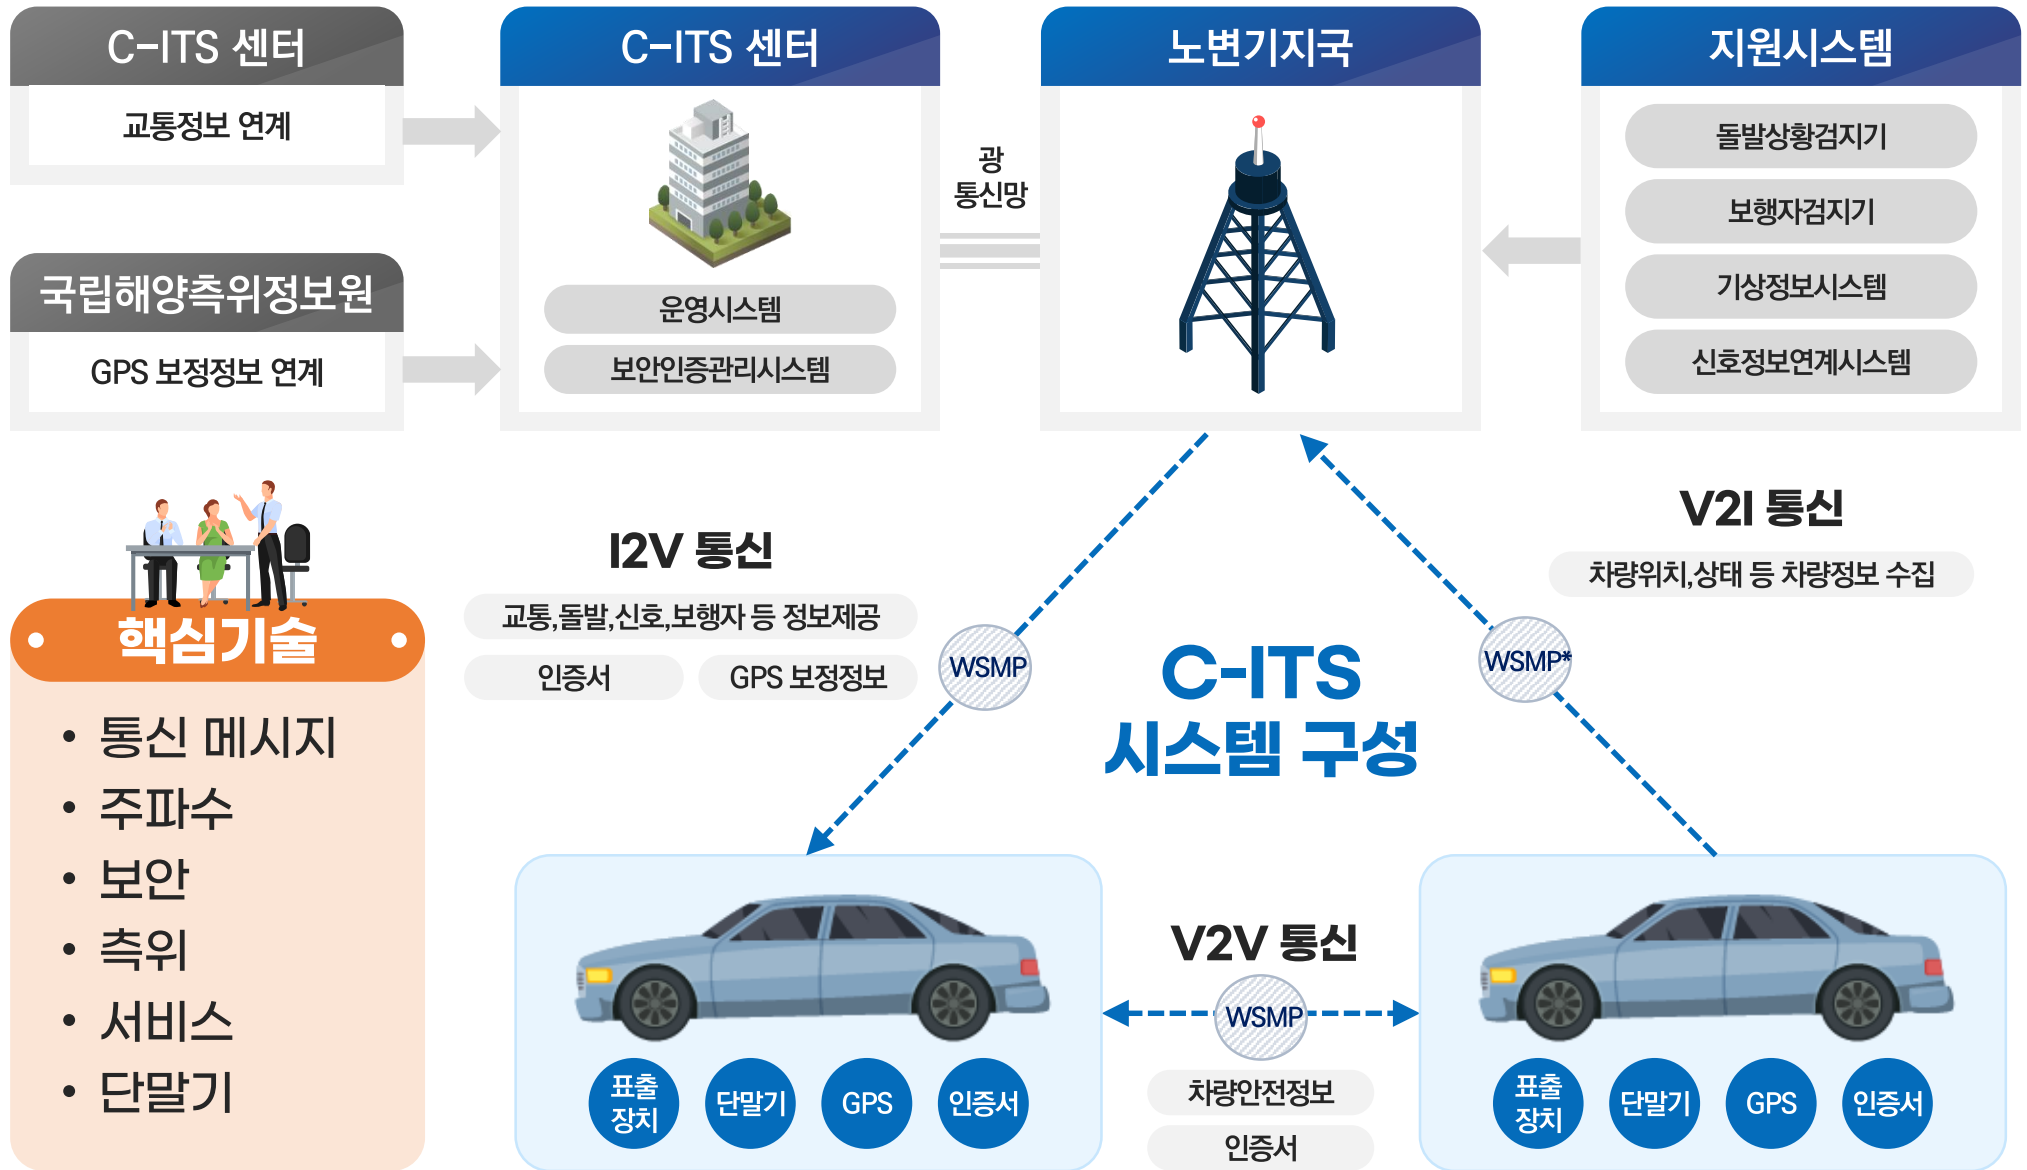 C-ITS 센터
교통정보 연계
국립해양측위정보원
GPS 보정정보 연계
C-ITS 센터
운영시스템
보안인증관리시스템
광
통신망
노변기지국
지원시스템
돌발상황검지기
보행자검지기
기상정보시스템
신호정보연계시스템
핵심기술
• 통신 메시지
• 주파수
• 보안
• 측위
• 서비스
• 단말기
I2V 통신
교통,돌발,신호,보행자 등 정보제공
인증서
GPS 보정정보
WSMP
C-ITS
시스템 구성
V2I 통신
차량위치,상태 등 차량정보 수집
WSMP*
표출
장치
단말기
GPS
인증서
V2V 통신
WSMP
차량안전정보
인증서
표출
장치
단말기
GPS
인증서